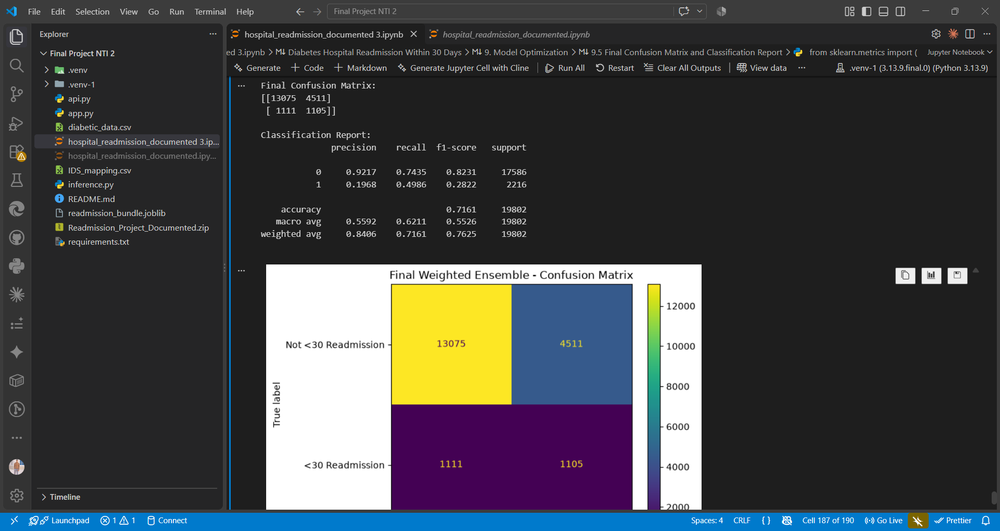 File Edit Selection View Go Run Terminal Help
Final Project NTI 2
Explorer
Final Project NTI 2
.venv
.venv-1
api.py
app.py
diabetic_data.csv
hospital_readmission_documented 3.ip...
hospital_readmission_documented.ipy...
IDS_mapping.csv
inference.py
README.md
readmission_bundle.joblib
Readmission_Project_Documented.zip
requirements.txt
Timeline
hospital_readmission_documented 3.ipynb
hospital_readmission_documented.ipynb
ed 3.ipynb > M↓ Diabetes Hospital Readmission Within 30 Days > M↓ 9. Model Optimization > M↓ 9.5 Final Confusion Matrix and Classification Report > from sklearn.metrics import (
Jupyter Notebook
Generate + Code + Markdown Generate Jupyter Cell with Cline Run All Restart Clear All Outputs View data ... .venv-1 (3.13.9.final.0) (Python 3.13.9)
Final Confusion Matrix:
[[13075 4511]
[ 1111 1105]]
Classification Report:
precision recall f1-score support
0 0.9217 0.7435 0.8231 17586
1 0.1968 0.4986 0.2822 2216
accuracy 0.7161 19802
macro avg 0.5592 0.6211 0.5526 19802
weighted avg 0.8406 0.7161 0.7625 19802
Final Weighted Ensemble - Confusion Matrix
Not <30 Readmission
13075 4511
<30 Readmission
1111 1105
True label
12000
10000
8000
6000
4000
2000
Launchpad 1 1 Connect
Spaces: 4 CRLF { } Cell 187 of 190 Go Live Prettier